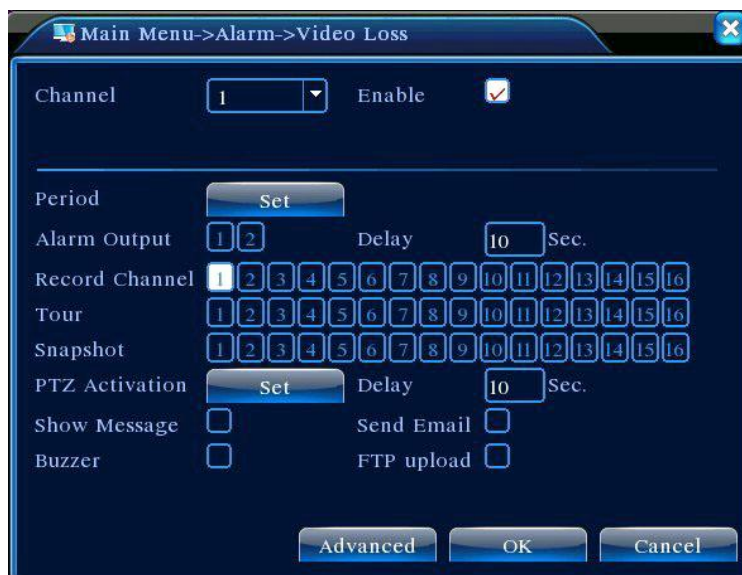 Main Menu->Alarm->Video Loss
Channel 1 Enable
Period Set
Alarm Output 1 2 Delay 10 Sec.
Record Channel 1 2 3 4 5 6 7 8 9 10 11 12 13 14 15 16
Tour 1 2 3 4 5 6 7 8 9 10 11 12 13 14 15 16
Snapshot 1 2 3 4 5 6 7 8 9 10 11 12 13 14 15 16
PTZ Activation Set Delay 10 Sec.
Show Message Send Email
Buzzer FTP upload
Advanced OK Cancel